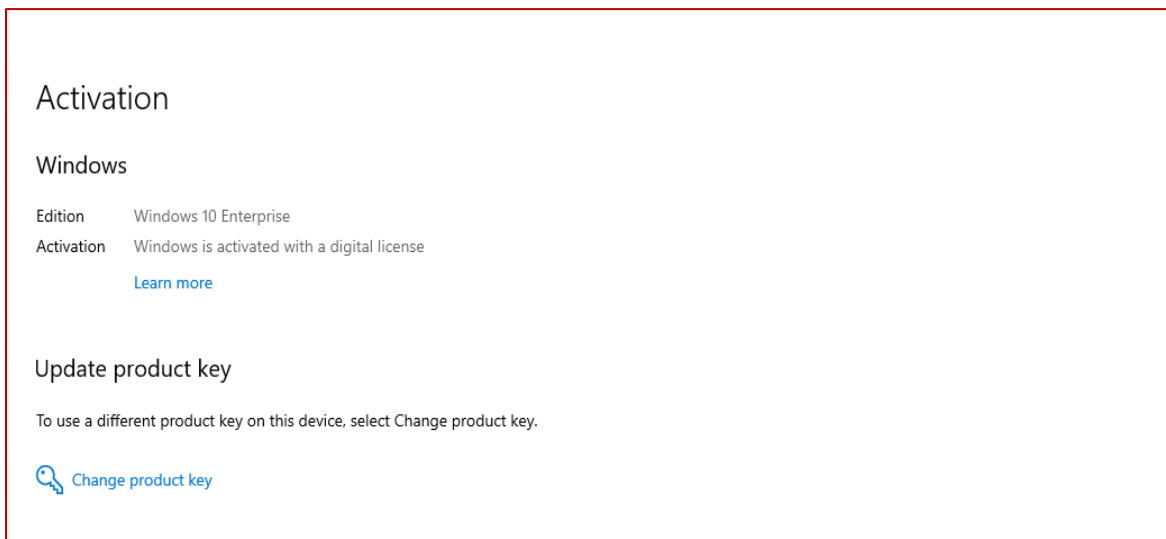 Activation
Windows
Edition Windows 10 Enterprise
Activation Windows is activated with a digital license
Learn more
Update product key
To use a different product key on this device, select Change product key.
Change product key